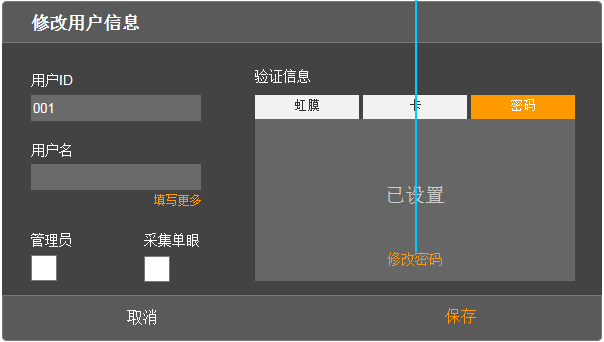 修改用户信息
用户ID
001
用户名
填写更多
管理员
采集单眼
验证信息
虹膜
卡
密码
已设置
修改密码
取消
保存